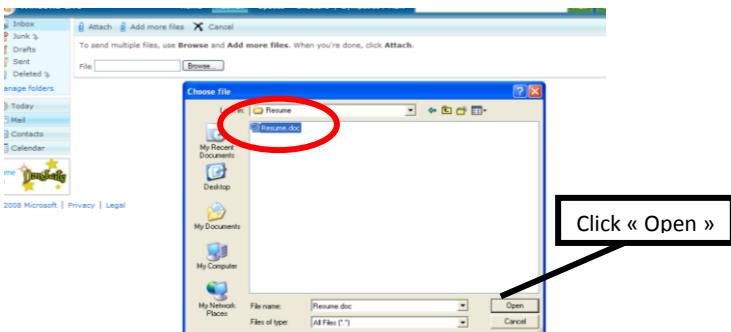 Inbox
Junk
Drafts
Sent
Deleted
anage folders
Today
Mail
Contacts
Calendar
2008 Microsoft | Privacy | Legal
Attach Add more files Cancel
To send multiple files, use Browse and Add more files. When you're done, click Attach.
File Browse...
Choose file
Resume
Resume.doc
My Recent Documents
Desktop
My Documents
My Computer
My Network Places
File name: Resume.doc Open
Files of type: All Files (*.*) Cancel
Click « Open »